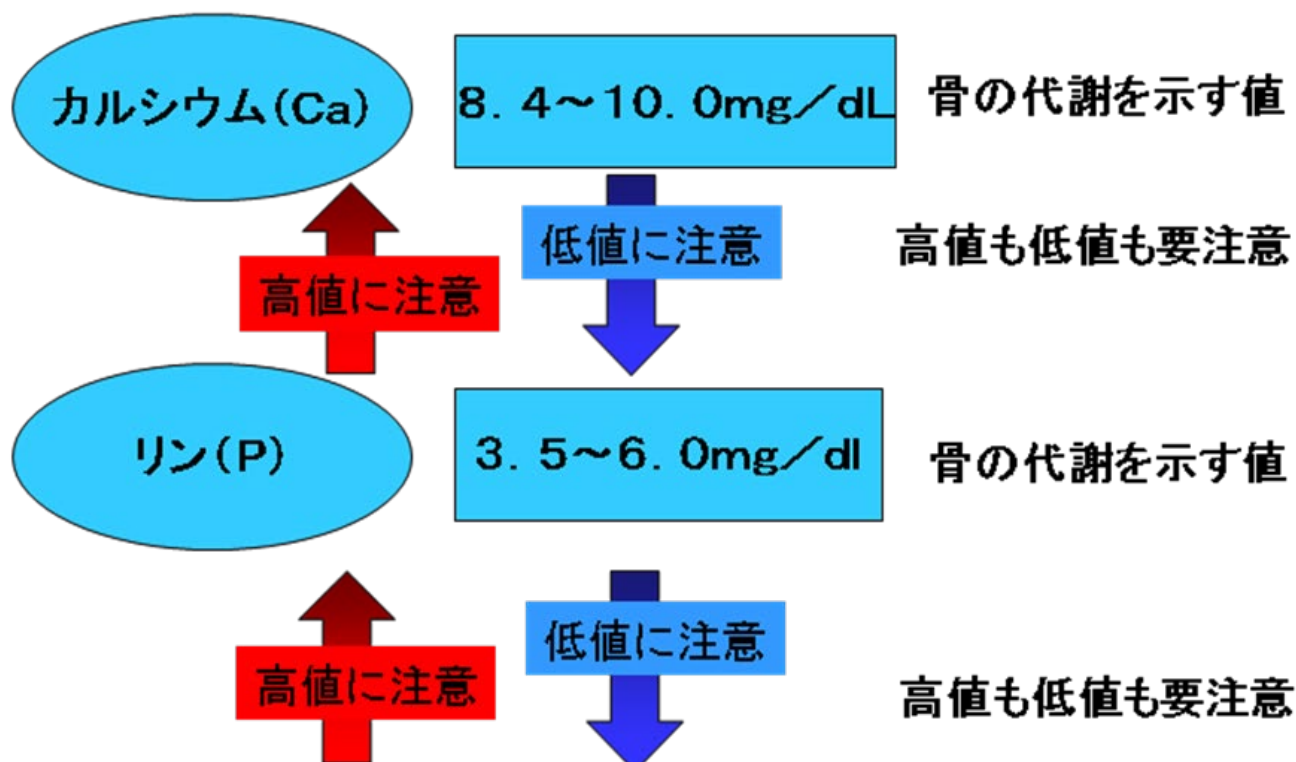 カルシウム(Ca)
8．4～10．0mg／dL
骨の代謝を示す値
低値に注意
高値も低値も要注意
高値に注意
リン(P)
3．5～6．0mg／dl
骨の代謝を示す値
低値に注意
高値に注意
高値も低値も要注意